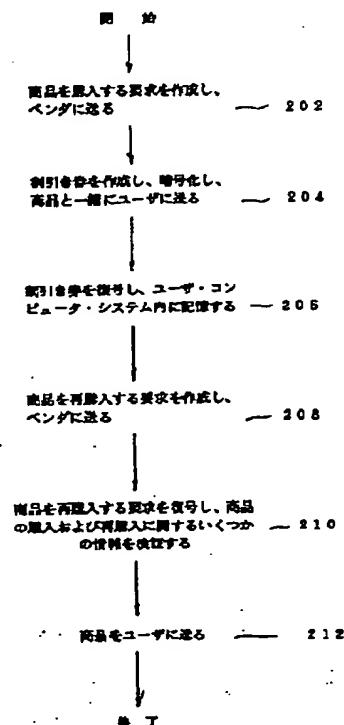 開 始
商品を購入する要求を作成し、
ベンダに送る
202
割引き券を作成し、暗号化し、
商品と一緒にユーザに送る
204
割引き券を復号し、ユーザ・コン
ピュータ・システム内に記憶する
206
商品を再購入する要求を作成し、
ベンダに送る
208
商品を再購入する要求を復号し、商品
の購入および再購入に関するいくつか
の情報を検証する
210
商品をユーザに送る
212
終 了